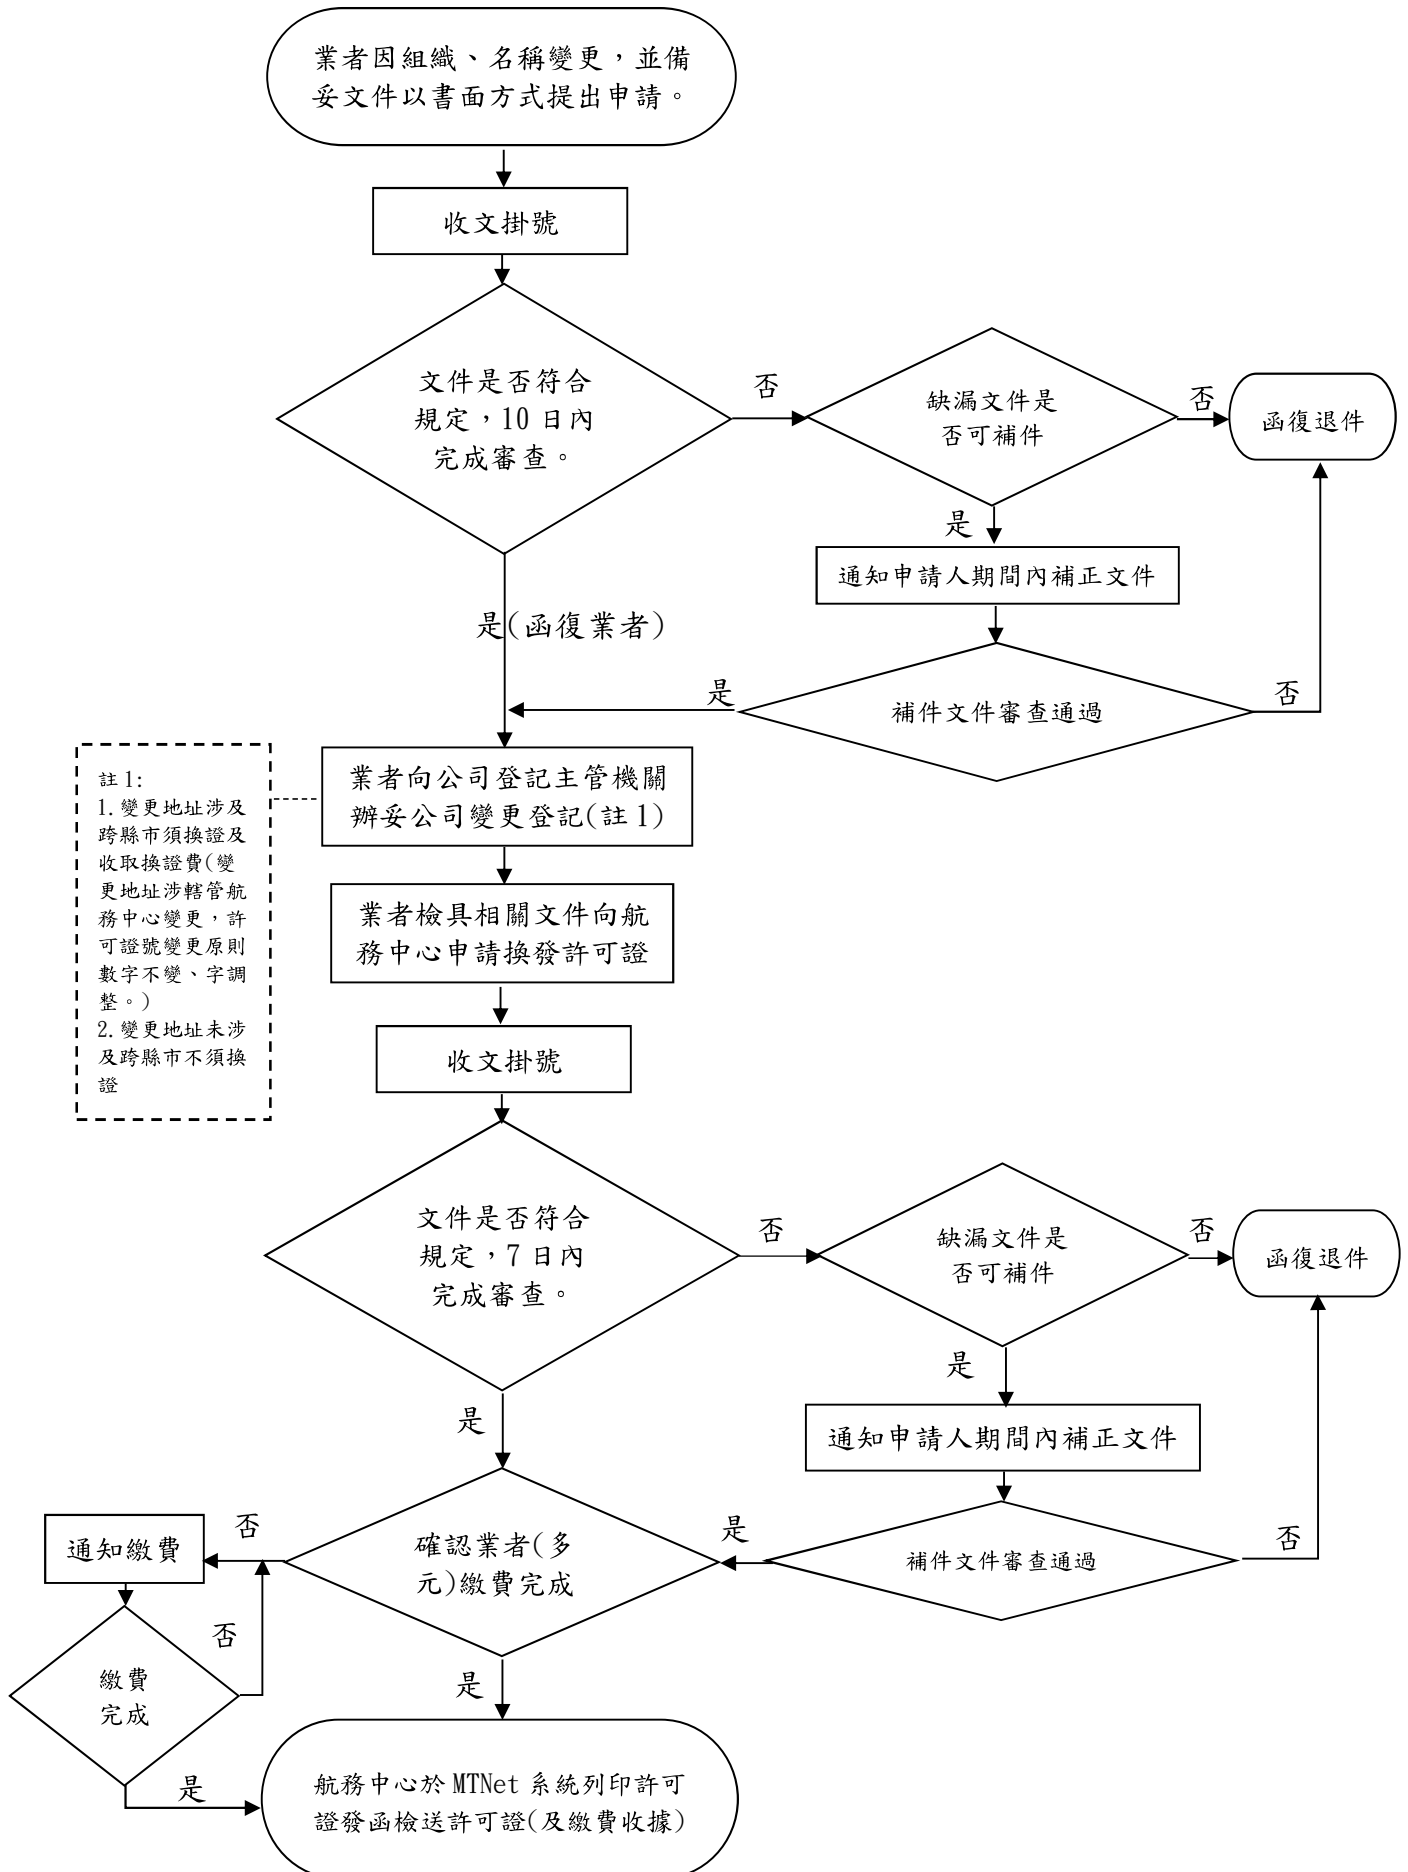 業者因組織、名稱變更，並備
妥文件以書面方式提出申請。
收文掛號
文件是否符合
規定，10 日內
完成審查。
否
缺漏文件是
否可補件
否
函復退件
是
通知申請人期間內補正文件
是(函復業者)
補件文件審查通過
是
否
業者向公司登記主管機關
辦妥公司變更登記(註 1)
註 1:
1. 變更地址涉及
跨縣市須換證及
收取換證費(變
更地址涉轄管航
務中心變更，許
可證號變更原則
數字不變、字調
整。)
2. 變更地址未涉
及跨縣市不須換
證
業者檢具相關文件向航
務中心申請換發許可證
收文掛號
文件是否符合
規定，7 日內
完成審查。
否
缺漏文件是
否可補件
否
函復退件
是
是
通知申請人期間內補正文件
補件文件審查通過
是
否
確認業者(多
元)繳費完成
否
通知繳費
繳費
完成
否
是
是
航務中心於 MTNet 系統列印許可
證發函檢送許可證(及繳費收據)